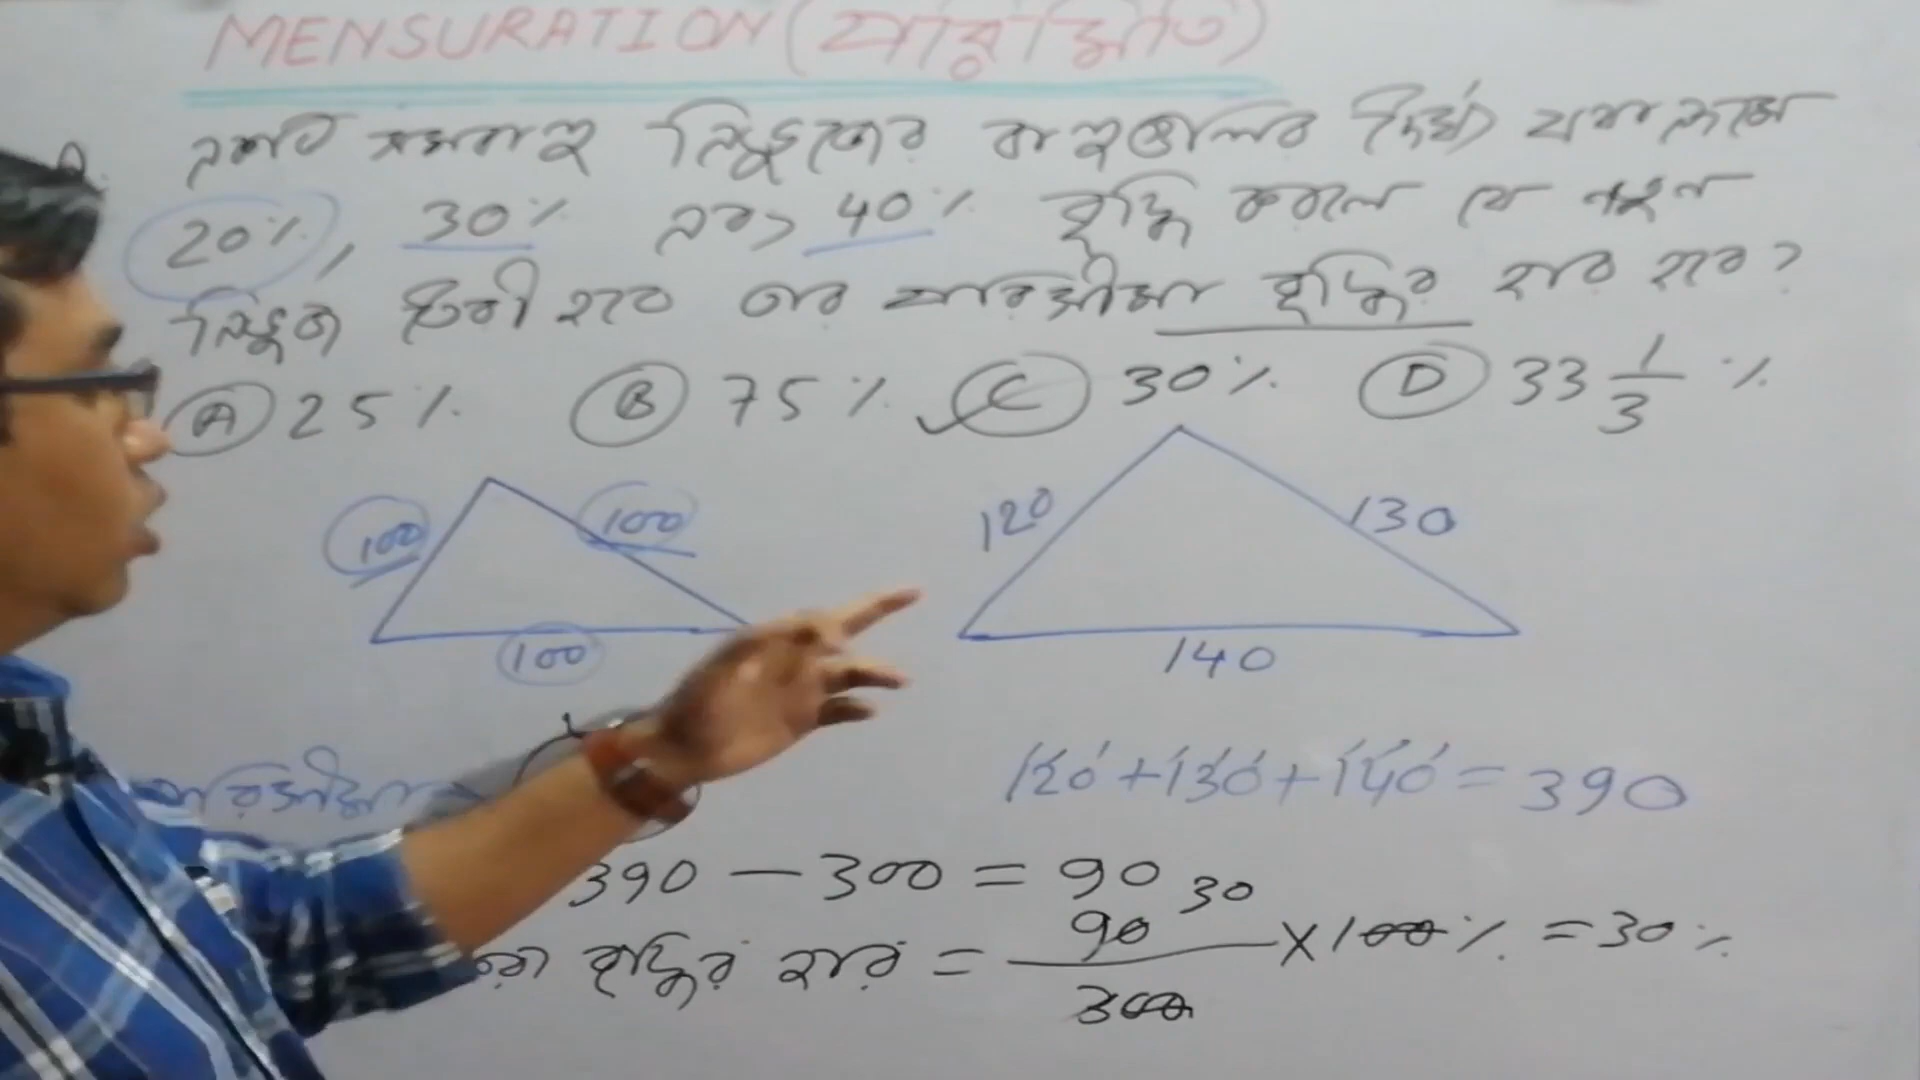 MENSURATION (পরিমিতি)
একটি সমবাহু ত্রিভুজের বাহুগুলির দৈর্ঘ্য যথাক্রমে
20%, 30% এবং 40% বৃদ্ধি করলে যে নতুন
ত্রিভুজ তৈরী হবে তার পরিসীমা বৃদ্ধির হার হবে?
(A) 25% (B) 75% (C) 30% (D) 33 1/3 %
100 100 120 130
100 140
পরিসীমা 120+130+140=390
390 — 300 = 90
বৃদ্ধির হার = 90/300 X 100% = 30%
30